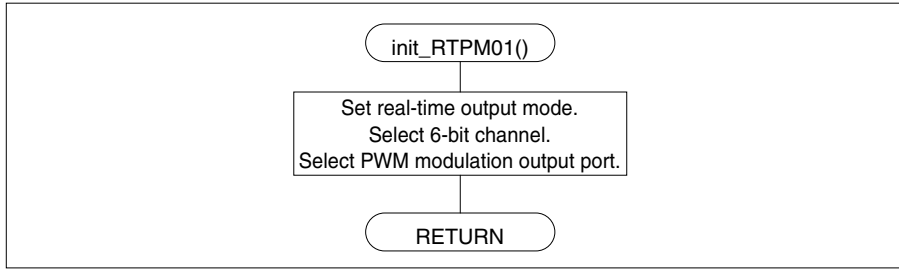 init_RTPM01()
Set real-time output mode.
Select 6-bit channel.
Select PWM modulation output port.
RETURN